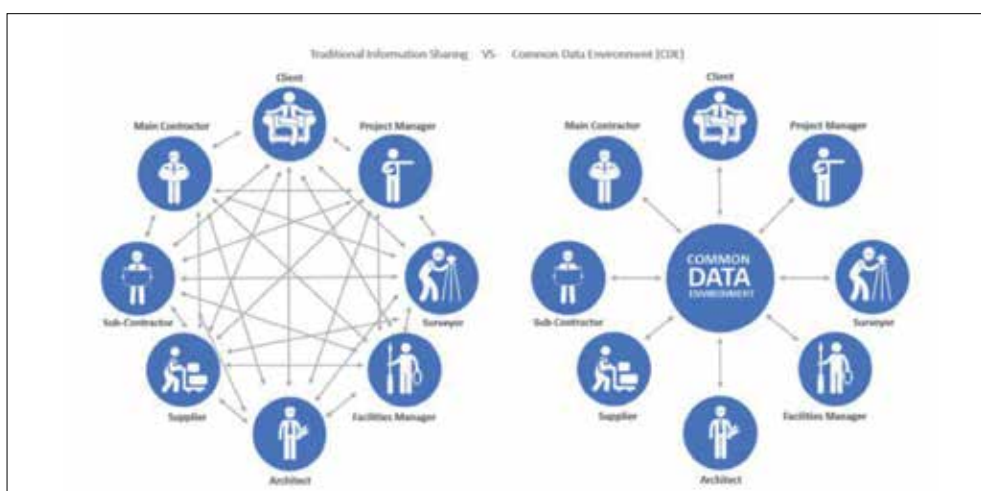 Traditional Information Sharing VS Common Data Environment (CDE)
Client
Main Contractor
Project Manager
Sub-Contractor
Surveyor
Supplier
Facilities Manager
Architect
Client
Main Contractor
Project Manager
COMMON
DATA
ENVIRONMENT
Sub Contractor
Surveyor
Supplier
Facilities Manager
Architect